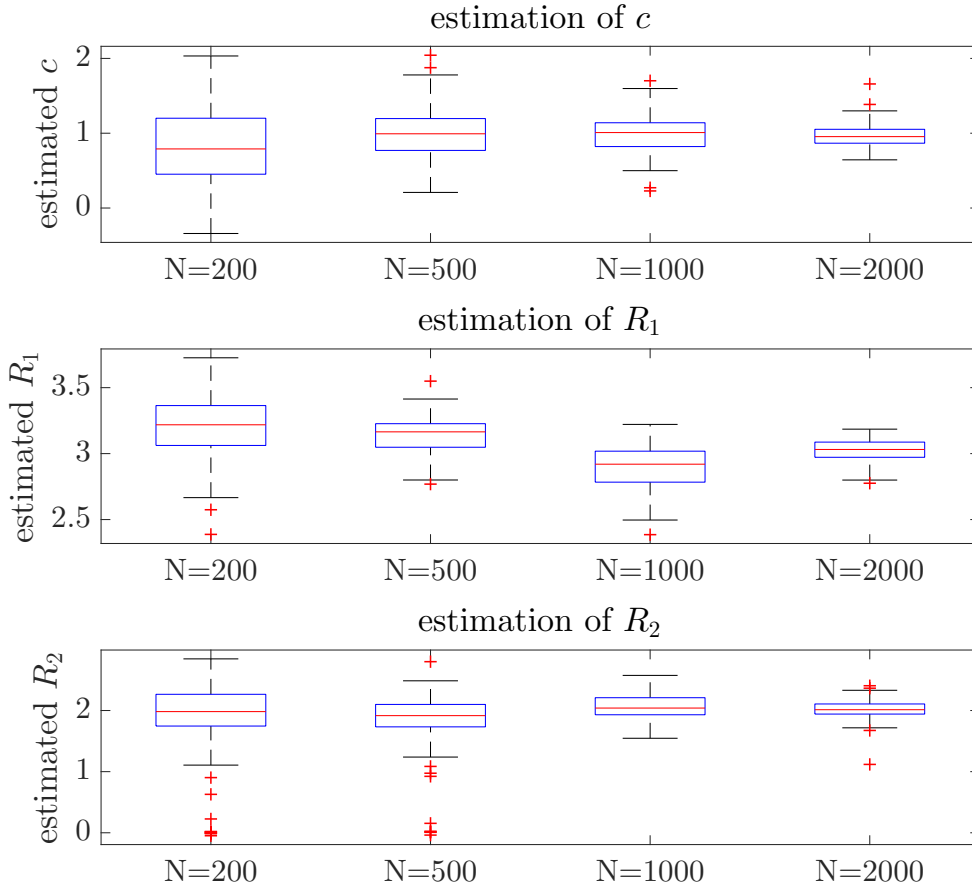 estimation of c
estimated c
2
1
0
N=200 N=500 N=1000 N=2000
estimation of R₁
estimated R₁
3.5
3
2.5
N=200 N=500 N=1000 N=2000
estimation of R₂
estimated R₂
2
1
0
N=200 N=500 N=1000 N=2000